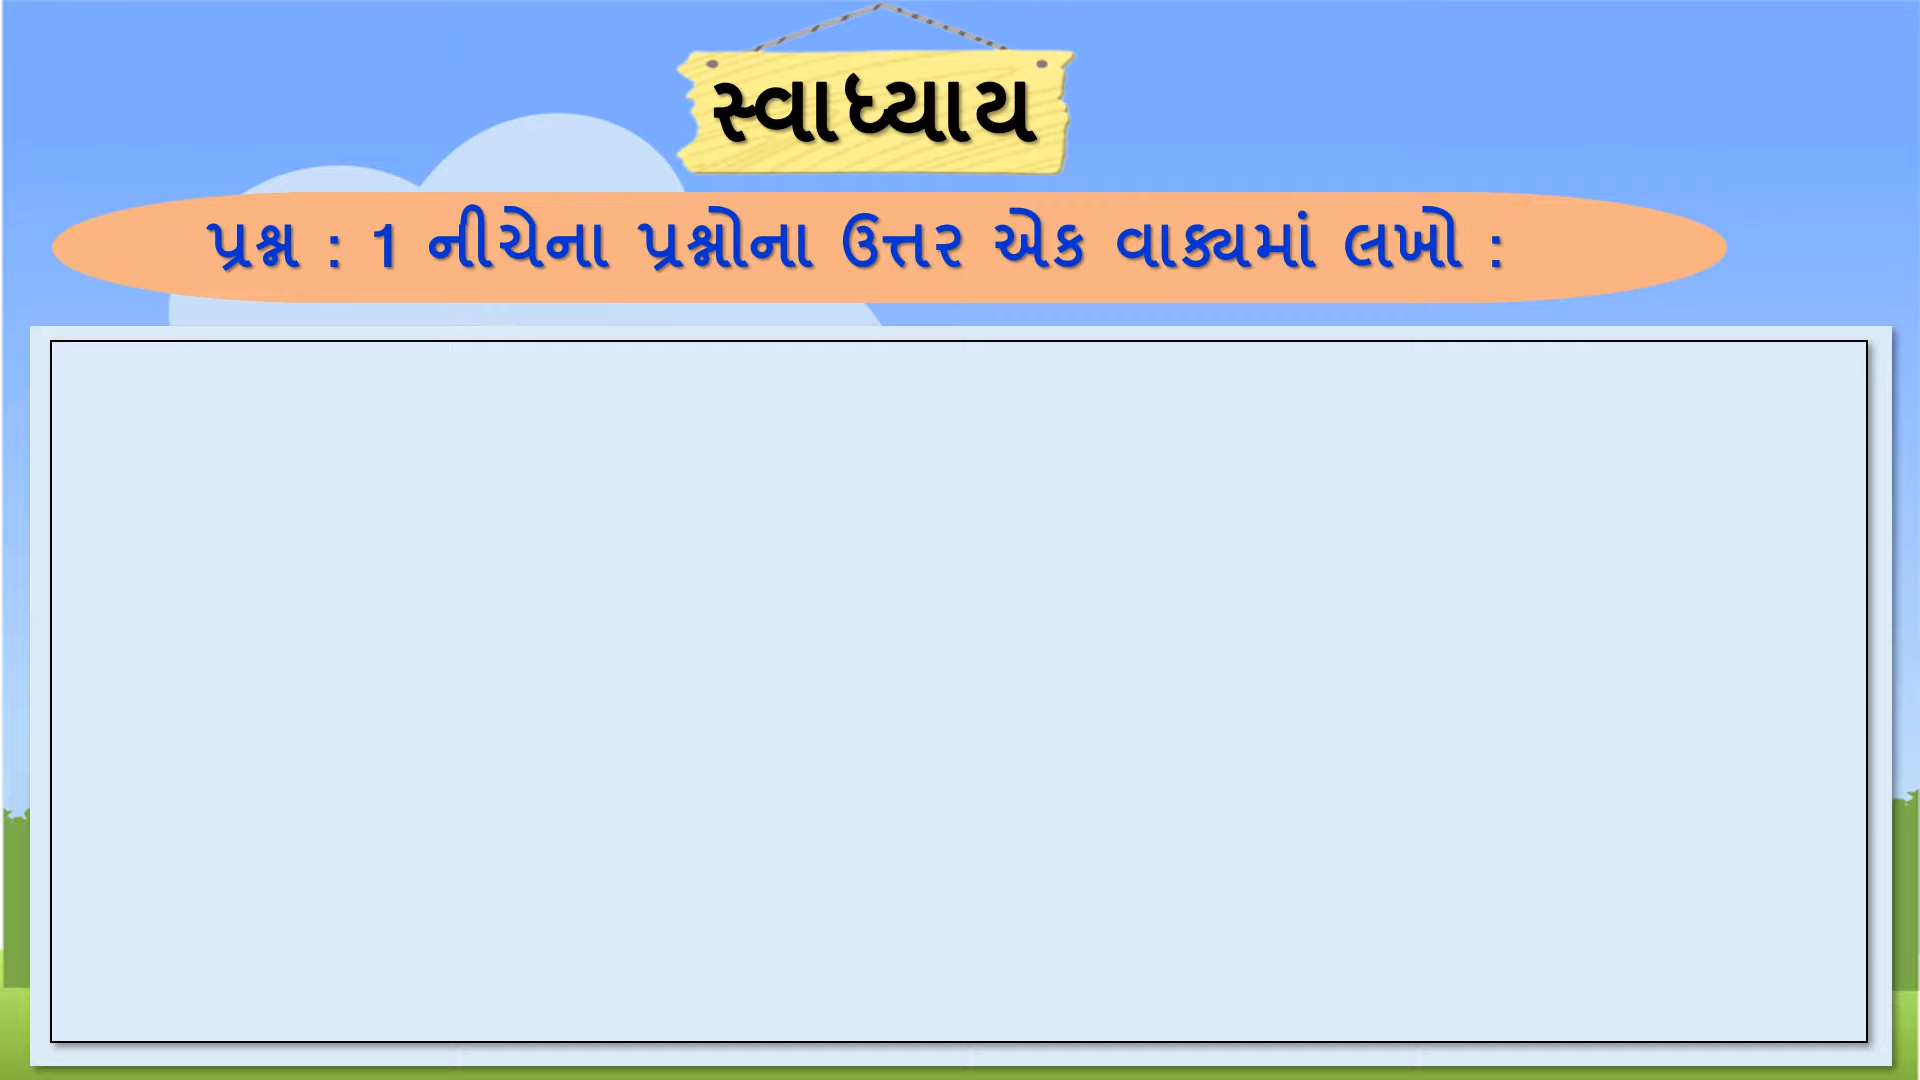 સ્વાધ્યાય
પ્રશ્ન : 1 નીચેના પ્રશ્નોના ઉત્તર એક વાક્યમાં લખો :